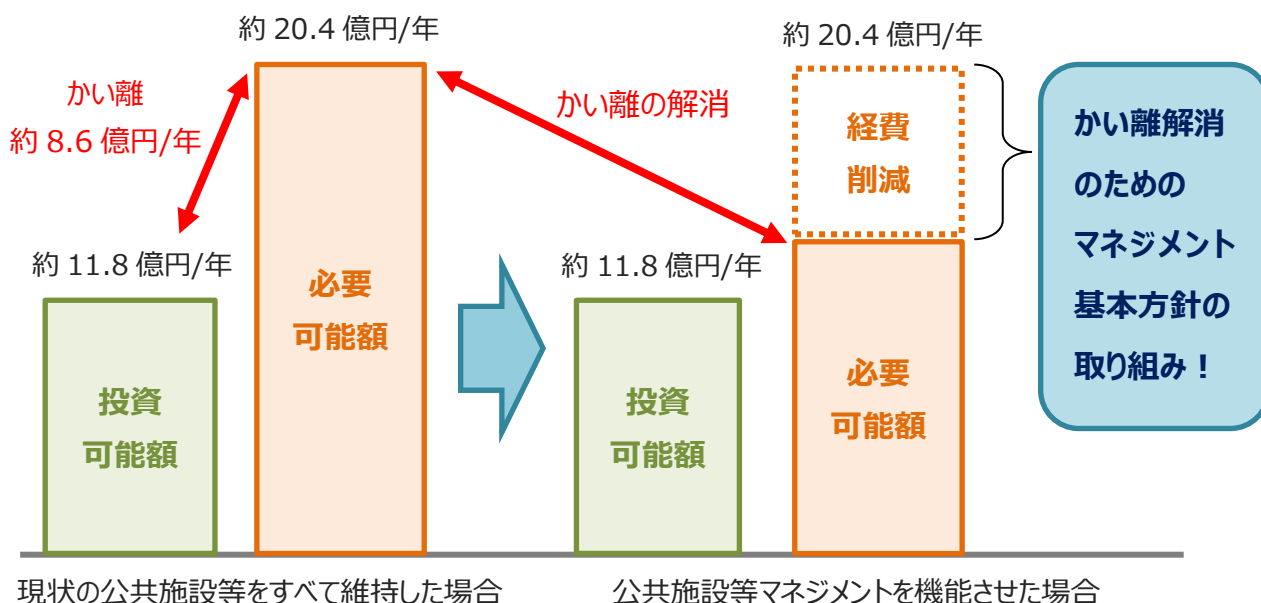 約 20.4 億円/年
かい離
約 8.6 億円/年
約 11.8 億円/年
投資
可能額
必要
可能額
かい離の解消
約 20.4 億円/年
経費
削減
約 11.8 億円/年
投資
可能額
必要
可能額
かい離解消
のための
マネジメント
基本方針の
取り組み！
現状の公共施設等をすべて維持した場合
公共施設等マネジメントを機能させた場合